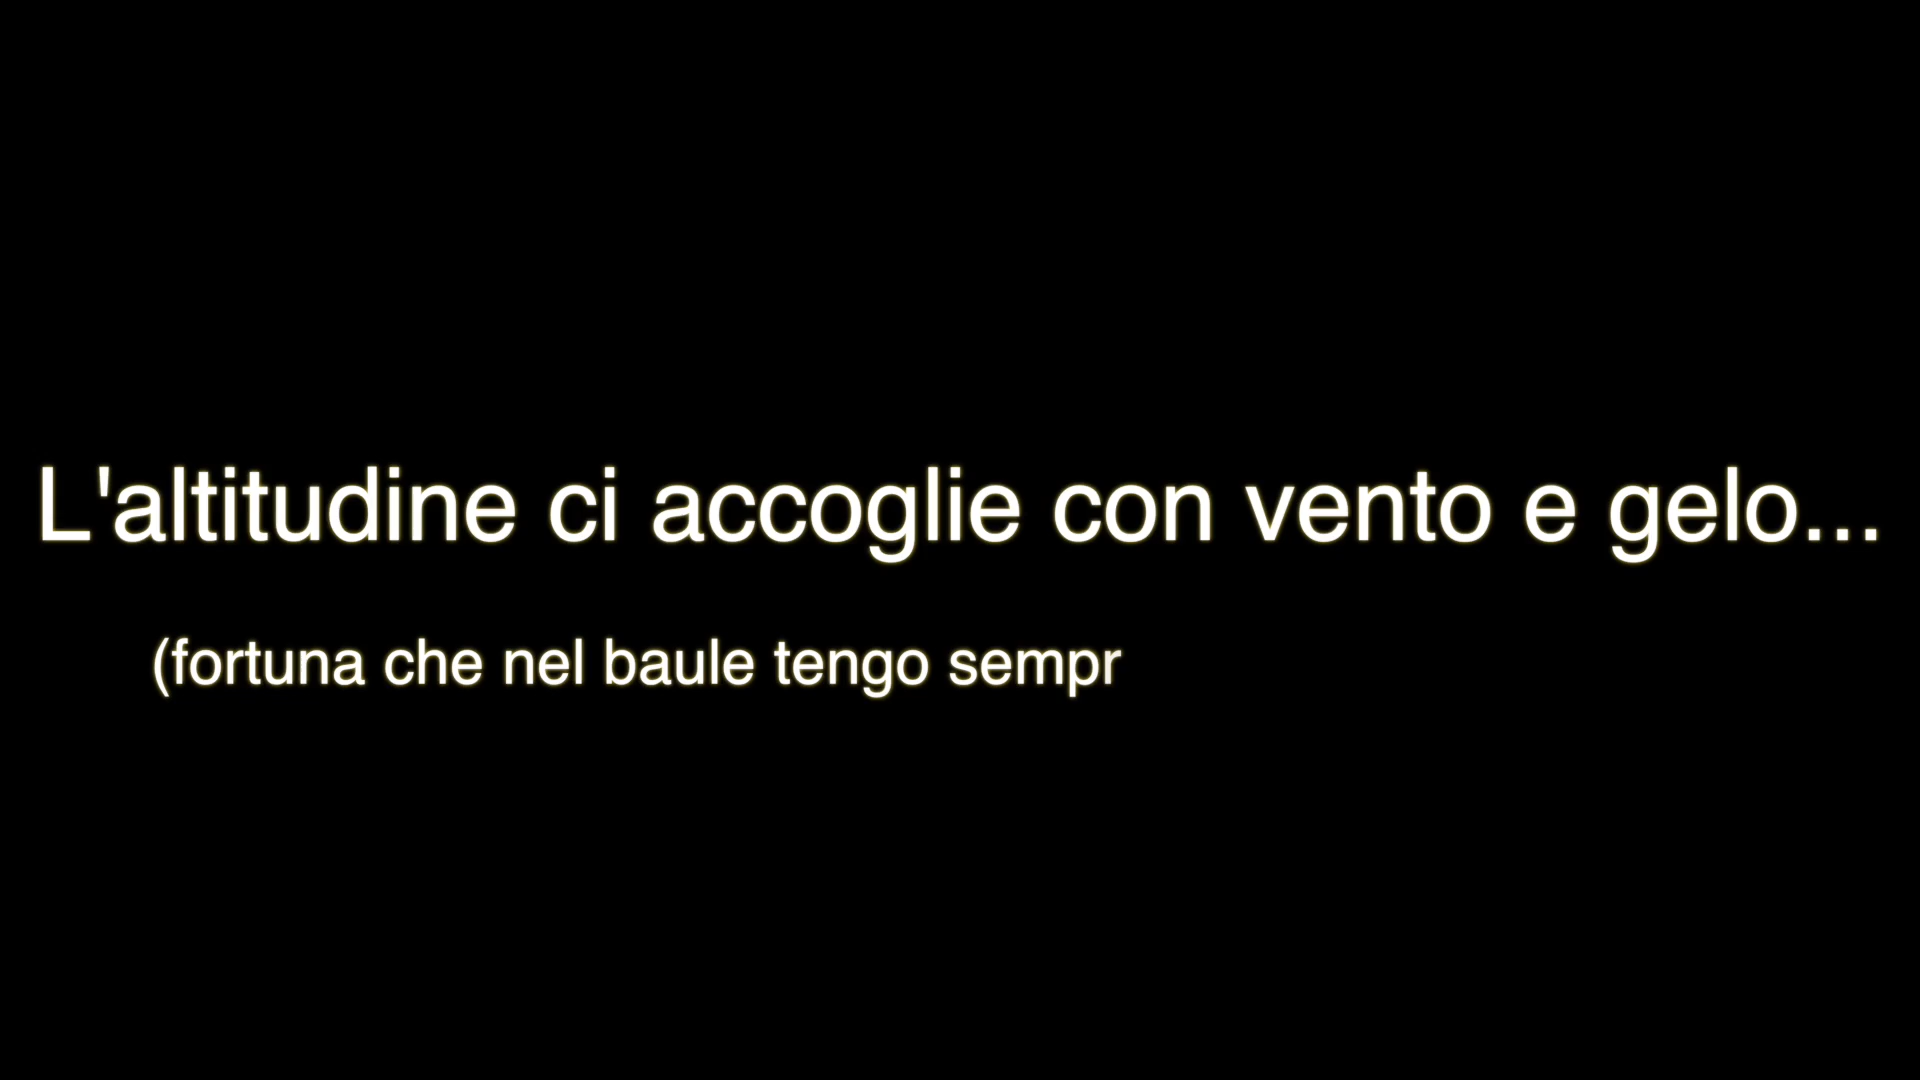 L'altitudine ci accoglie con vento e gelo...
(fortuna che nel baule tengo sempr